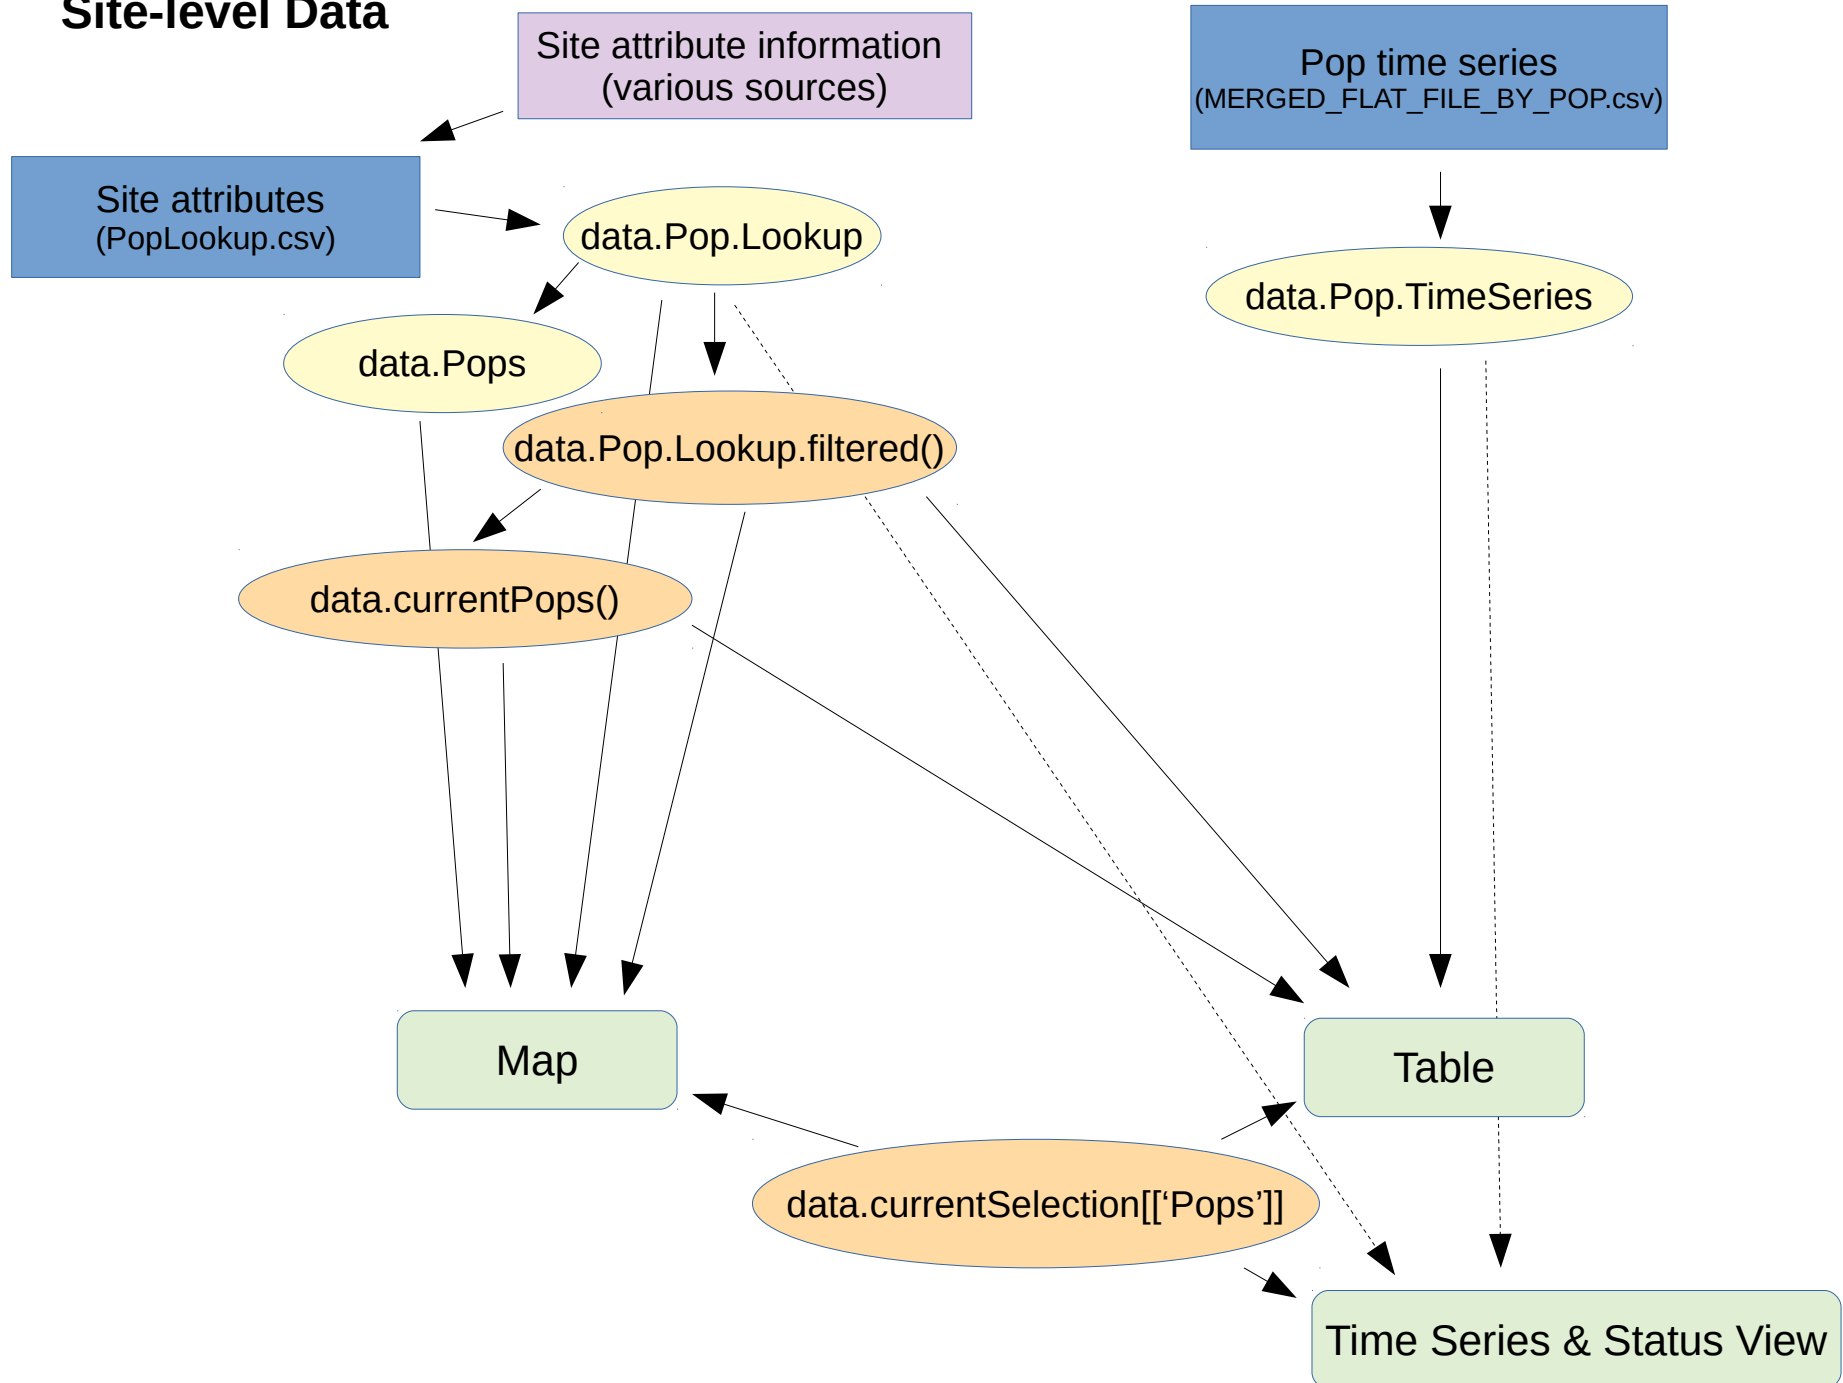 Site-level Data
Site attribute information
(various sources)
Pop time series
(MERGED_FLAT_FILE_BY_POP.csv)
Site attributes
(PopLookup.csv)
data.Pop.Lookup
data.Pop.TimeSeries
data.Pops
data.Pop.Lookup.filtered()
data.currentPops()
Map
Table
data.currentSelection[[‘Pops’]]
Time Series & Status View